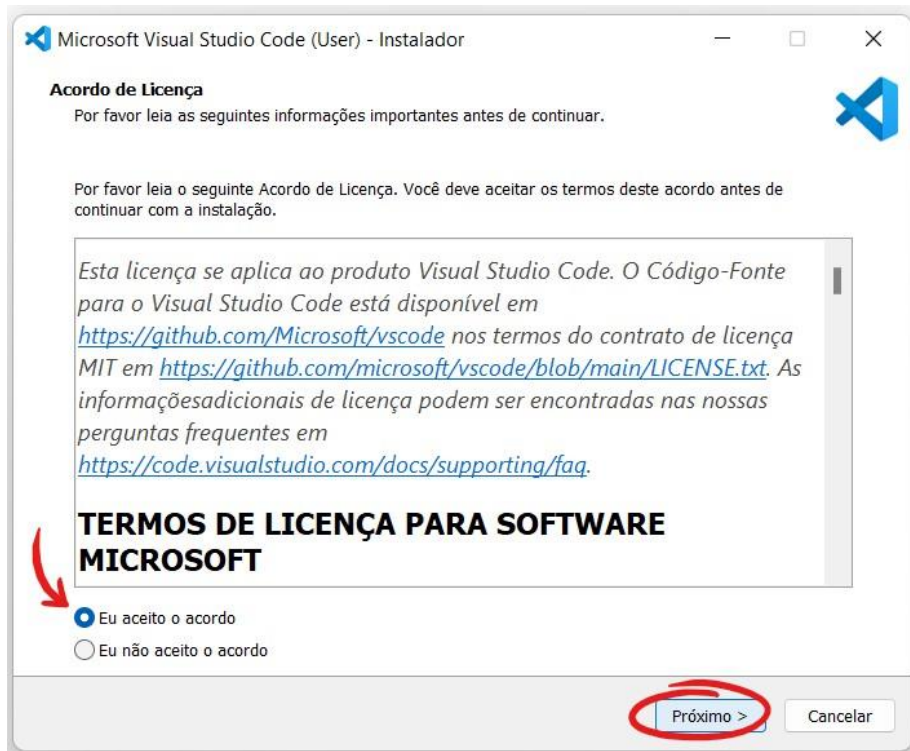 Microsoft Visual Studio Code (User) - Instalador
Acordo de Licença
Por favor leia as seguintes informações importantes antes de continuar.
Por favor leia o seguinte Acordo de Licença. Você deve aceitar os termos deste acordo antes de
continuar com a instalação.
Esta licença se aplica ao produto Visual Studio Code. O Código-Fonte
para o Visual Studio Code está disponível em
https://github.com/Microsoft/vscode nos termos do contrato de licença
MIT em https://github.com/microsoft/vscode/blob/main/LICENSE.txt. As
informaçõesadicionais de licença podem ser encontradas nas nossas
perguntas frequentes em
https://code.visualstudio.com/docs/supporting/faq.
TERMOS DE LICENÇA PARA SOFTWARE
MICROSOFT
Eu aceito o acordo
Eu não aceito o acordo
Próximo > Cancelar